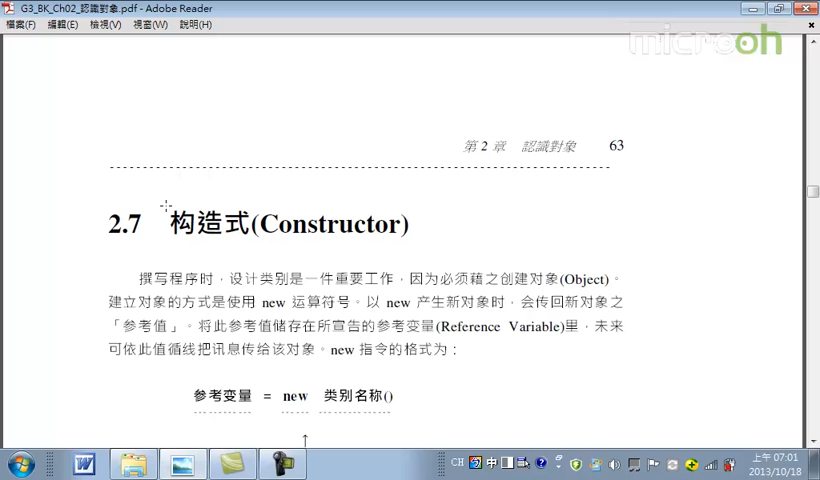 G3_BK_Ch02_認識對象.pdf - Adobe Reader
檔案(F) 編輯(E) 檢視(V) 視窗(W) 說明(H)
microoh
第 2 章 認識對象 63
2.7 构造式(Constructor)
撰写程序时，设计类别是一件重要工作，因为必须藉之创建对象(Object)。
建立对象的方式是使用 new 运算符号。以 new 产生新对象时，会传回新对象之
「参考值」。将此参考值储存在所宣告的参考变量(Reference Variable)里，未来
可依此值循线把讯息传给该对象。new 指令的格式为：
参考变量 = new 类别名称()
↑
CH 中
上午 07:01
2013/10/18